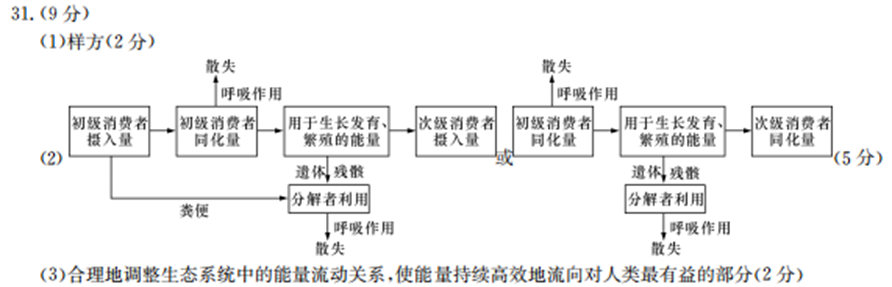 31.(9分)
(1)样方(2分)
散失
呼吸作用
初级消费者摄入量
初级消费者同化量
用于生长发育、繁殖的能量
次级消费者摄入量
遗体 残骸
分解者利用
粪便
呼吸作用
散失
(2)
或
散失
呼吸作用
初级消费者同化量
用于生长发育、繁殖的能量
次级消费者同化量
遗体 残骸
分解者利用
呼吸作用
散失
(5分)
(3)合理地调整生态系统中的能量流动关系,使能量持续高效地流向对人类最有益的部分(2分)